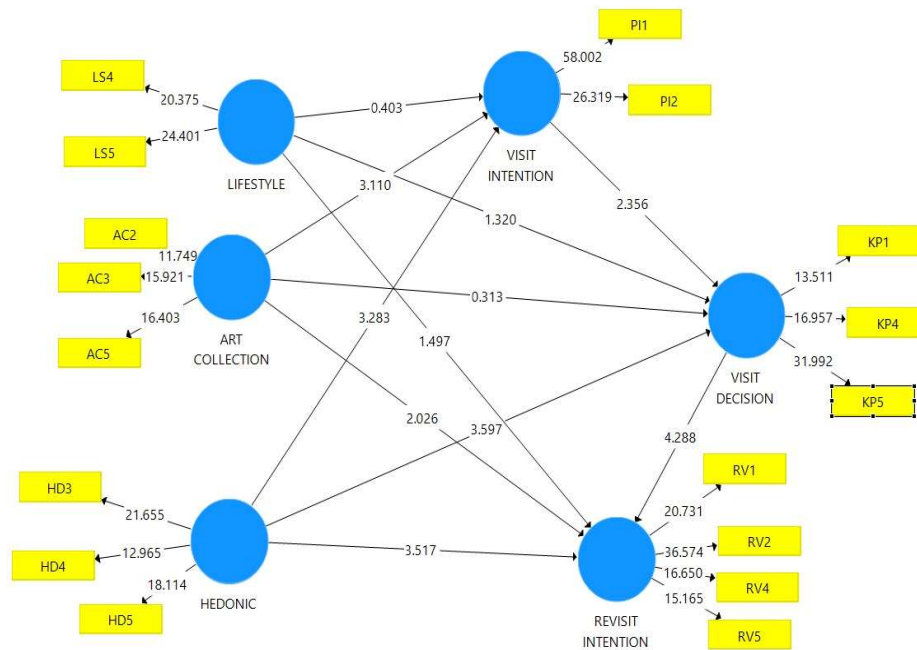 PI1
58.002
LS4
VISIT
INTENTION
26.319
PI2
20.375
0.403
LS5
24.401
LIFESTYLE
3.110
2.356
1.320
AC2
11.749
KP1
AC3
15.921
13.511
0.313
16.403
ART
COLLECTION
3.283
16.957
KP4
1.497
AC5
31.992
VISIT
DECISION
KP5
2.026
3.597
4.288
HD3
RV1
21.655
20.731
HD4
12.965
3.517
36.574
RV2
18.114
16.650
RV4
HD5
HEDONIC
15.165
REVISIT
INTENTION
RV5